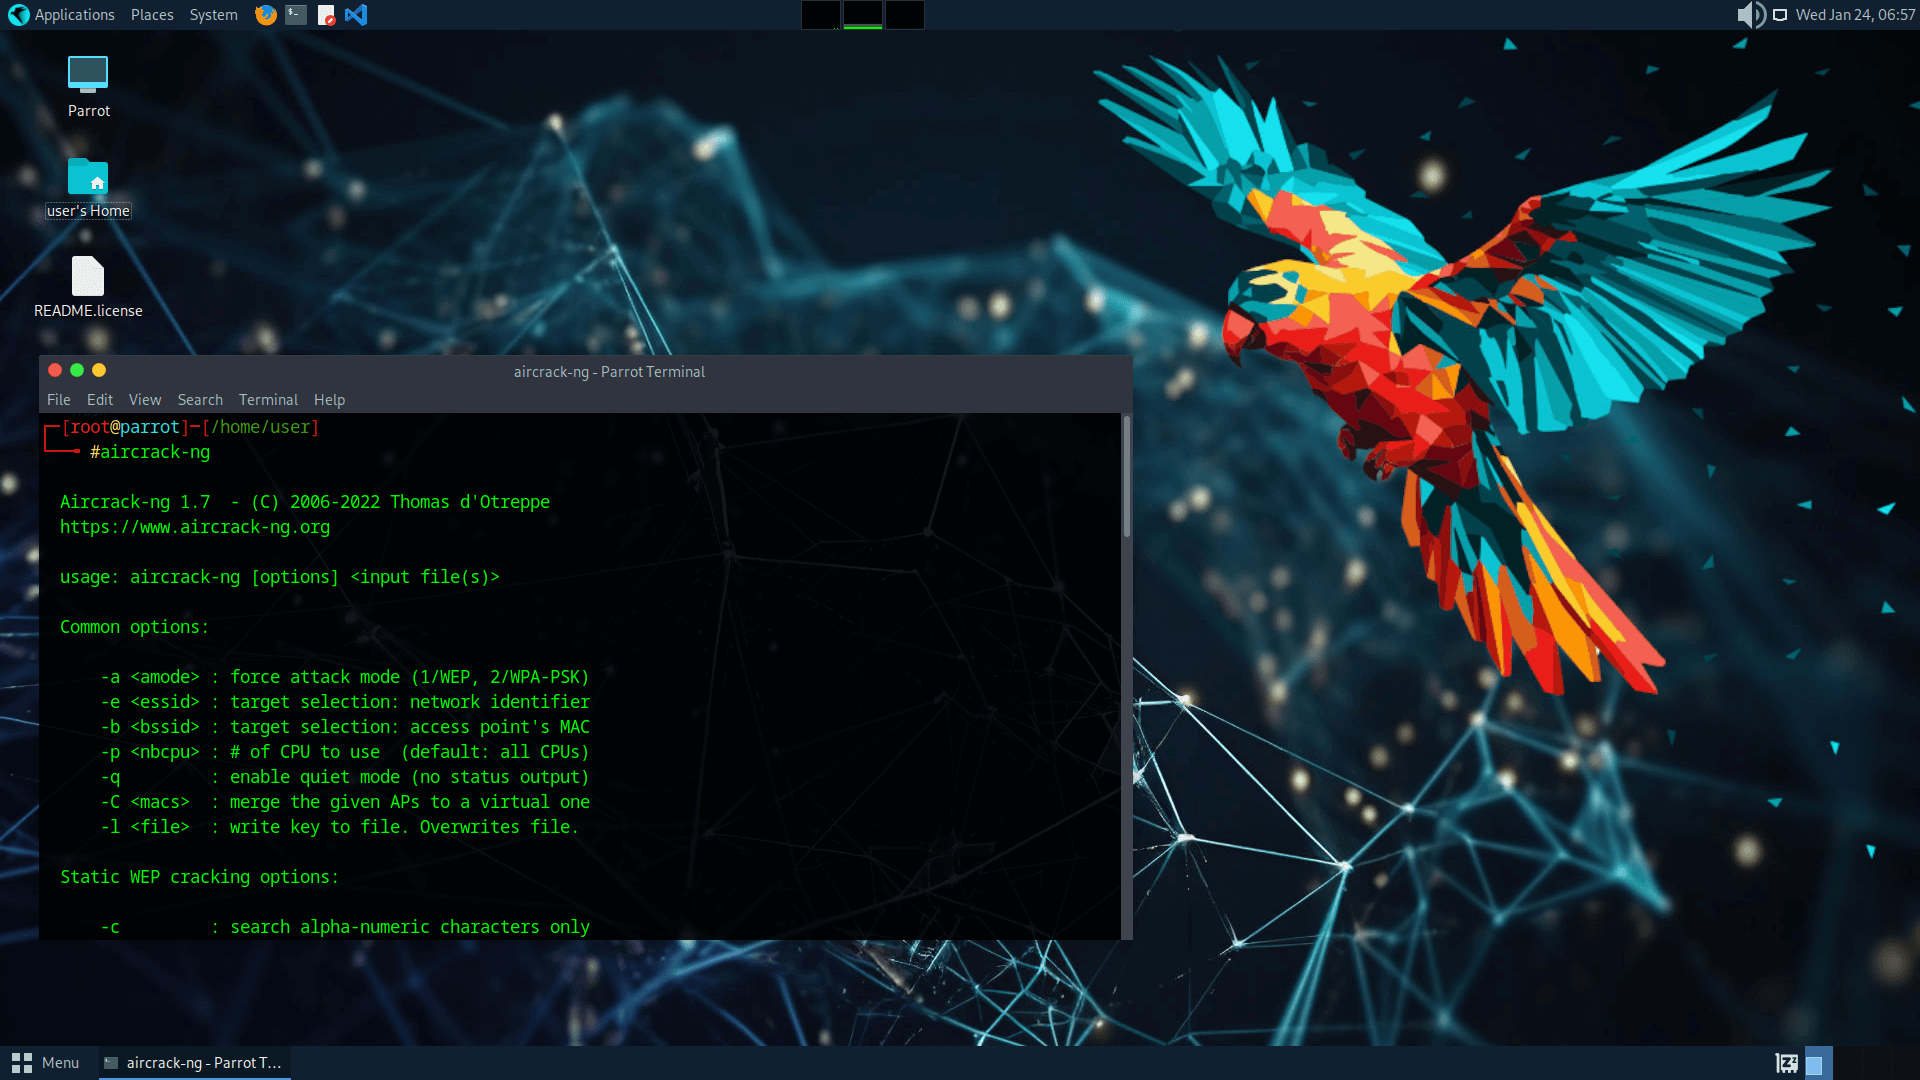 Applications Places System
Wed Jan 24, 06:57
Parrot
user's Home
README.license
aircrack-ng - Parrot Terminal
File Edit View Search Terminal Help
[root@parrot]─[/home/user]
#aircrack-ng
Aircrack-ng 1.7  - (C) 2006-2022 Thomas d'Otreppe
https://www.aircrack-ng.org
usage: aircrack-ng [options] <input file(s)>
Common options:
-a <amode> : force attack mode (1/WEP, 2/WPA-PSK)
-e <essid> : target selection: network identifier
-b <bssid> : target selection: access point's MAC
-p <nbcpu> : # of CPU to use  (default: all CPUs)
-q         : enable quiet mode (no status output)
-C <macs>  : merge the given APs to a virtual one
-l <file>  : write key to file. Overwrites file.
Static WEP cracking options:
-c         : search alpha-numeric characters only
Menu
aircrack-ng - Parrot T...